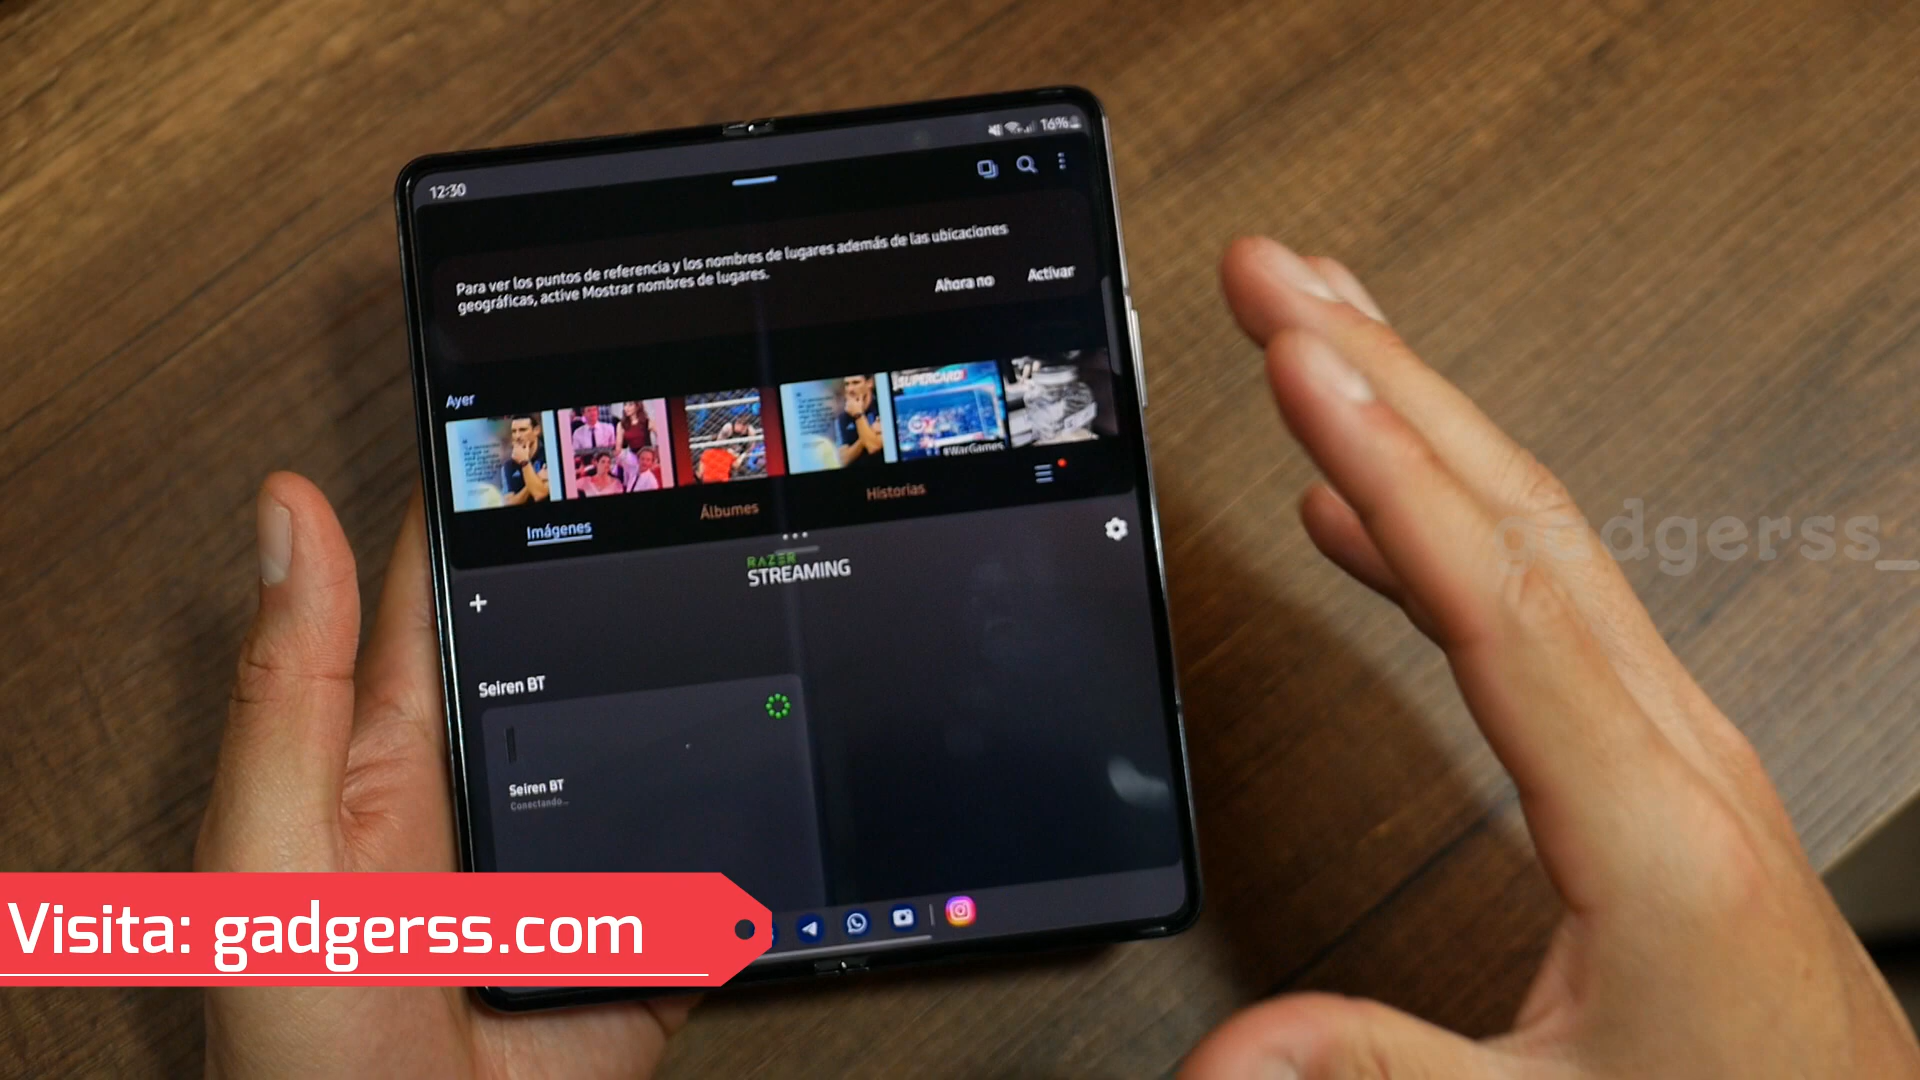 12:30
16%
Para ver los puntos de referencia y los nombres de lugares además de las ubicaciones
geográficas, active Mostrar nombres de lugares.
Ahora no
Activar
Ayer
SUPERCARD!
#WarGames
Imágenes
Álbumes
Historias
RAZER
STREAMING
Seiren BT
Seiren BT
Conectando...
gadgerss_
Visita: gadgerss.com